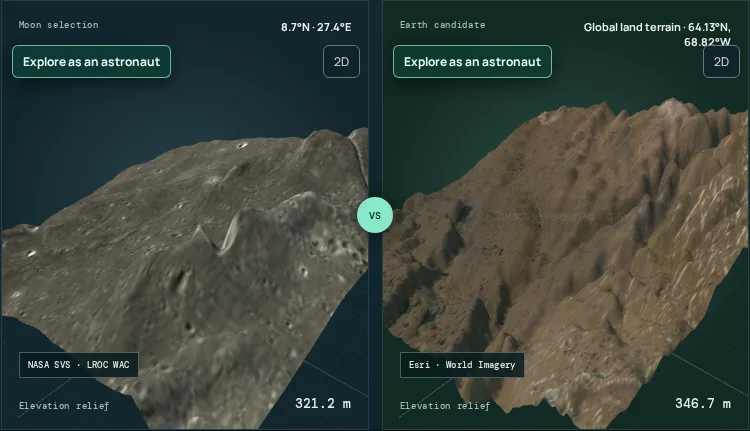 Moon selection
8.7°N · 27.4°E
Explore as an astronaut
2D
NASA SVS · LROC WAC
Elevation relief
321.2 m
VS
Earth candidate
Global land terrain · 64.13°N,
68.82°W
Explore as an astronaut
2D
Esri · World Imagery
Elevation relief
346.7 m